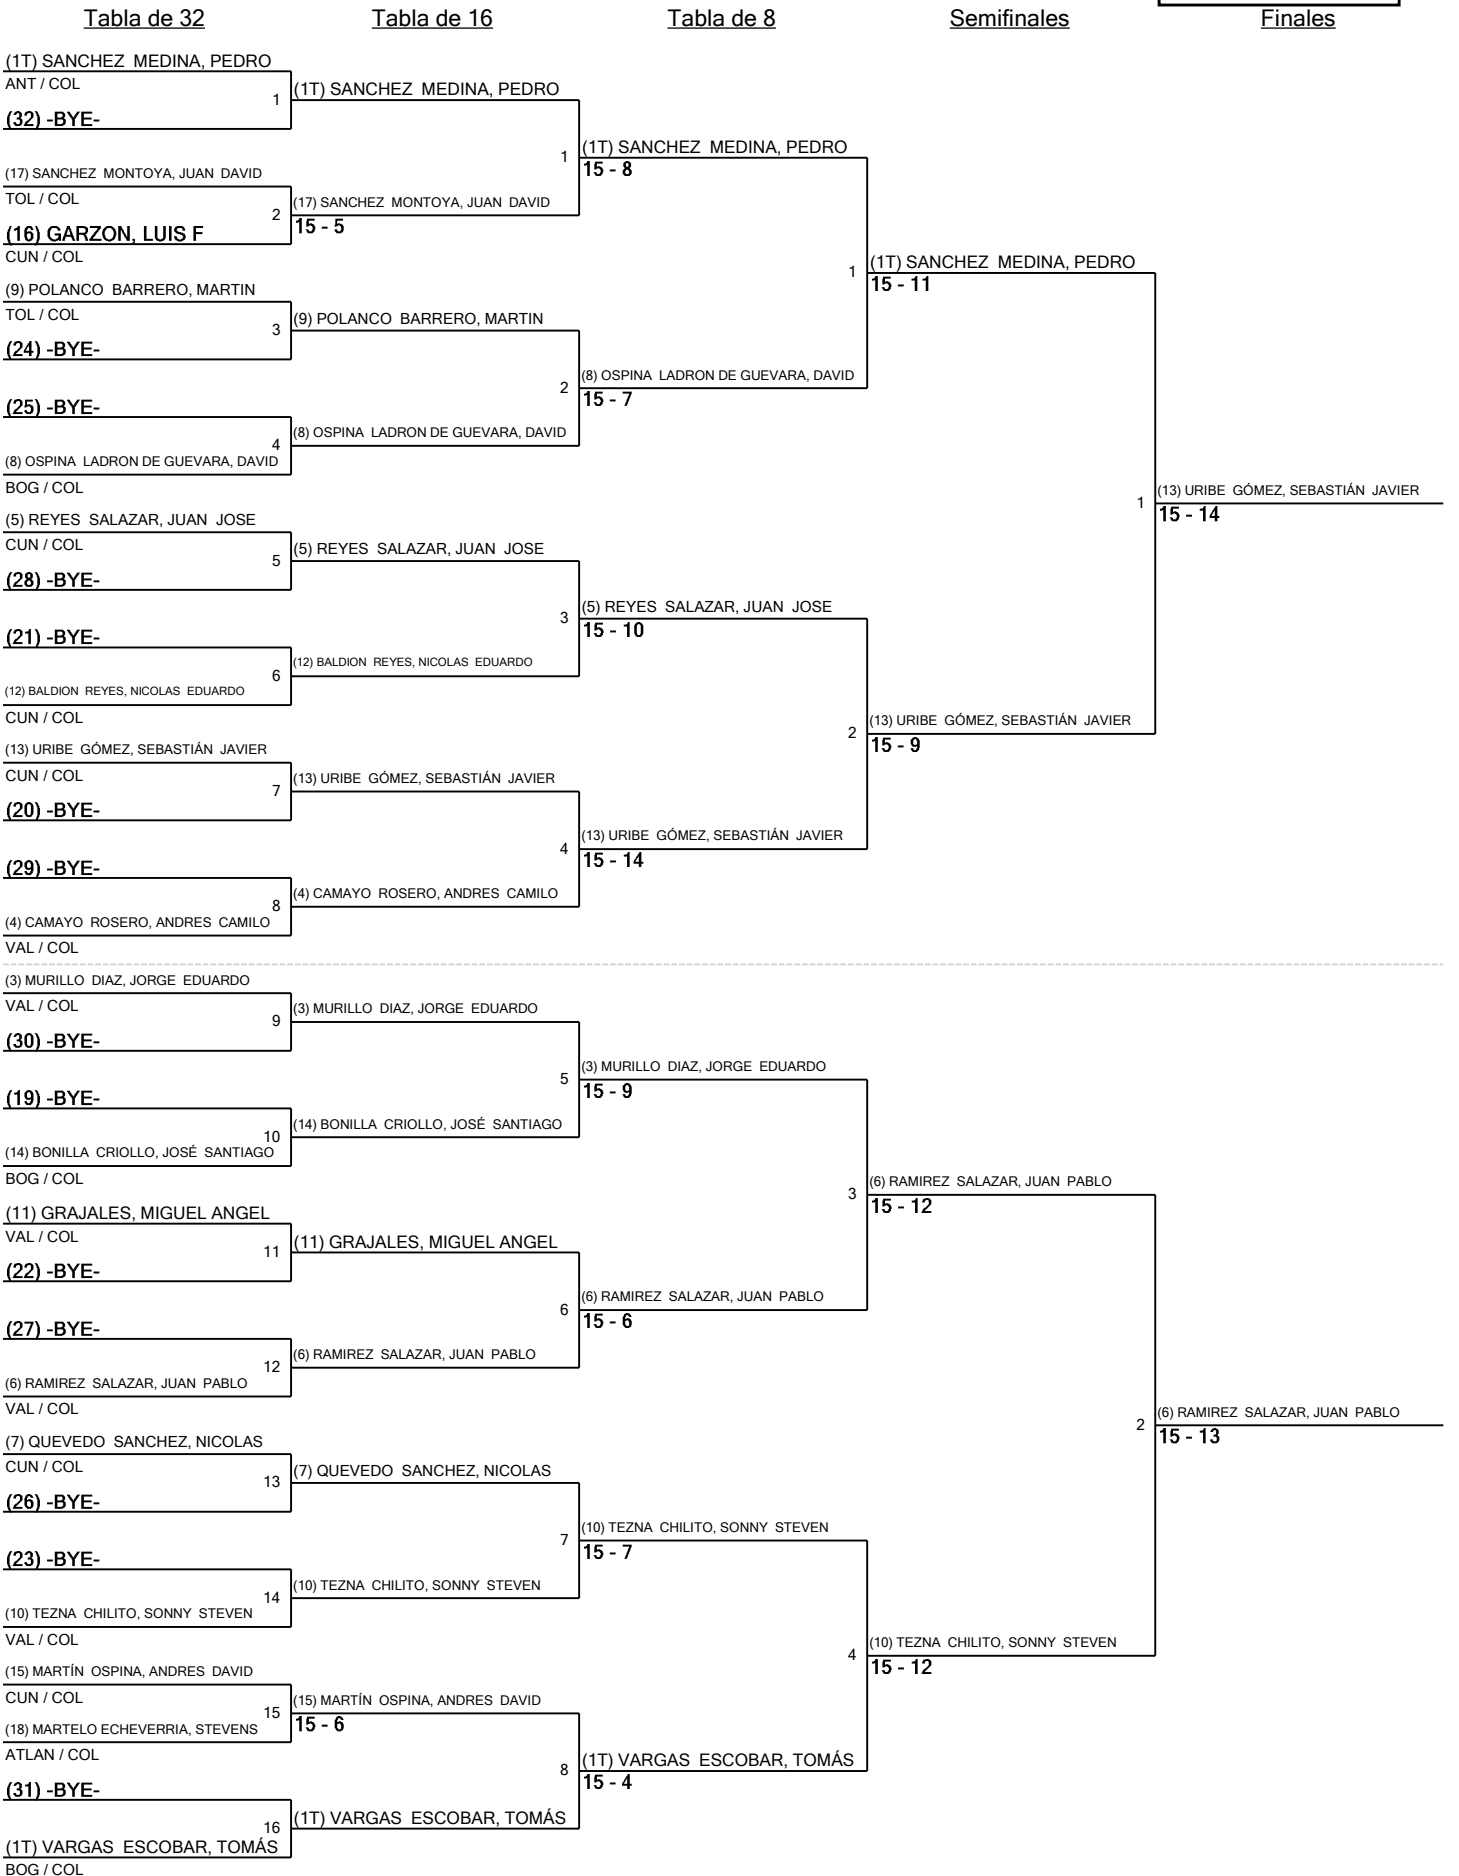 Tabla de 32 Tabla de 16 Tabla de 8 Semifinales Finales
(1T) SANCHEZ MEDINA, PEDRO
ANT / COL
1
(32) -BYE-
(17) SANCHEZ MONTOYA, JUAN DAVID
TOL / COL
2
(16) GARZON, LUIS F
CUN / COL
(9) POLANCO BARRERO, MARTIN
TOL / COL
3
(24) -BYE-
(25) -BYE-
4
(8) OSPINA LADRON DE GUEVARA, DAVID
BOG / COL
(5) REYES SALAZAR, JUAN JOSE
CUN / COL
5
(28) -BYE-
(21) -BYE-
6
(12) BALDION REYES, NICOLAS EDUARDO
CUN / COL
(13) URIBE GÓMEZ, SEBASTIÁN JAVIER
CUN / COL
7
(20) -BYE-
(29) -BYE-
8
(4) CAMAYO ROSERO, ANDRES CAMILO
VAL / COL
(3) MURILLO DIAZ, JORGE EDUARDO
VAL / COL
9
(30) -BYE-
(19) -BYE-
10
(14) BONILLA CRIOLLO, JOSÉ SANTIAGO
BOG / COL
(11) GRAJALES, MIGUEL ANGEL
VAL / COL
11
(22) -BYE-
(27) -BYE-
12
(6) RAMIREZ SALAZAR, JUAN PABLO
VAL / COL
(7) QUEVEDO SANCHEZ, NICOLAS
CUN / COL
13
(26) -BYE-
(23) -BYE-
14
(10) TEZNA CHILITO, SONNY STEVEN
VAL / COL
(15) MARTÍN OSPINA, ANDRES DAVID
CUN / COL
15
(18) MARTELO ECHEVERRIA, STEVENS
ATLAN / COL
(31) -BYE-
16
(1T) VARGAS ESCOBAR, TOMÁS
BOG / COL
(1T) SANCHEZ MEDINA, PEDRO
1
(17) SANCHEZ MONTOYA, JUAN DAVID
15 - 5
(9) POLANCO BARRERO, MARTIN
2
(8) OSPINA LADRON DE GUEVARA, DAVID
(5) REYES SALAZAR, JUAN JOSE
3
(12) BALDION REYES, NICOLAS EDUARDO
(13) URIBE GÓMEZ, SEBASTIÁN JAVIER
4
(4) CAMAYO ROSERO, ANDRES CAMILO
(3) MURILLO DIAZ, JORGE EDUARDO
5
(14) BONILLA CRIOLLO, JOSÉ SANTIAGO
(11) GRAJALES, MIGUEL ANGEL
6
(6) RAMIREZ SALAZAR, JUAN PABLO
(7) QUEVEDO SANCHEZ, NICOLAS
7
(10) TEZNA CHILITO, SONNY STEVEN
(15) MARTÍN OSPINA, ANDRES DAVID
15 - 6
8
(1T) VARGAS ESCOBAR, TOMÁS
(1T) SANCHEZ MEDINA, PEDRO
15 - 8
1
(8) OSPINA LADRON DE GUEVARA, DAVID
15 - 7
(5) REYES SALAZAR, JUAN JOSE
15 - 10
2
(13) URIBE GÓMEZ, SEBASTIÁN JAVIER
15 - 14
(3) MURILLO DIAZ, JORGE EDUARDO
15 - 9
3
(6) RAMIREZ SALAZAR, JUAN PABLO
15 - 6
(10) TEZNA CHILITO, SONNY STEVEN
15 - 7
4
(1T) VARGAS ESCOBAR, TOMÁS
15 - 4
(1T) SANCHEZ MEDINA, PEDRO
15 - 11
1
(13) URIBE GÓMEZ, SEBASTIÁN JAVIER
15 - 9
(6) RAMIREZ SALAZAR, JUAN PABLO
15 - 12
2
(10) TEZNA CHILITO, SONNY STEVEN
15 - 12
(13) URIBE GÓMEZ, SEBASTIÁN JAVIER
15 - 14
(6) RAMIREZ SALAZAR, JUAN PABLO
15 - 13